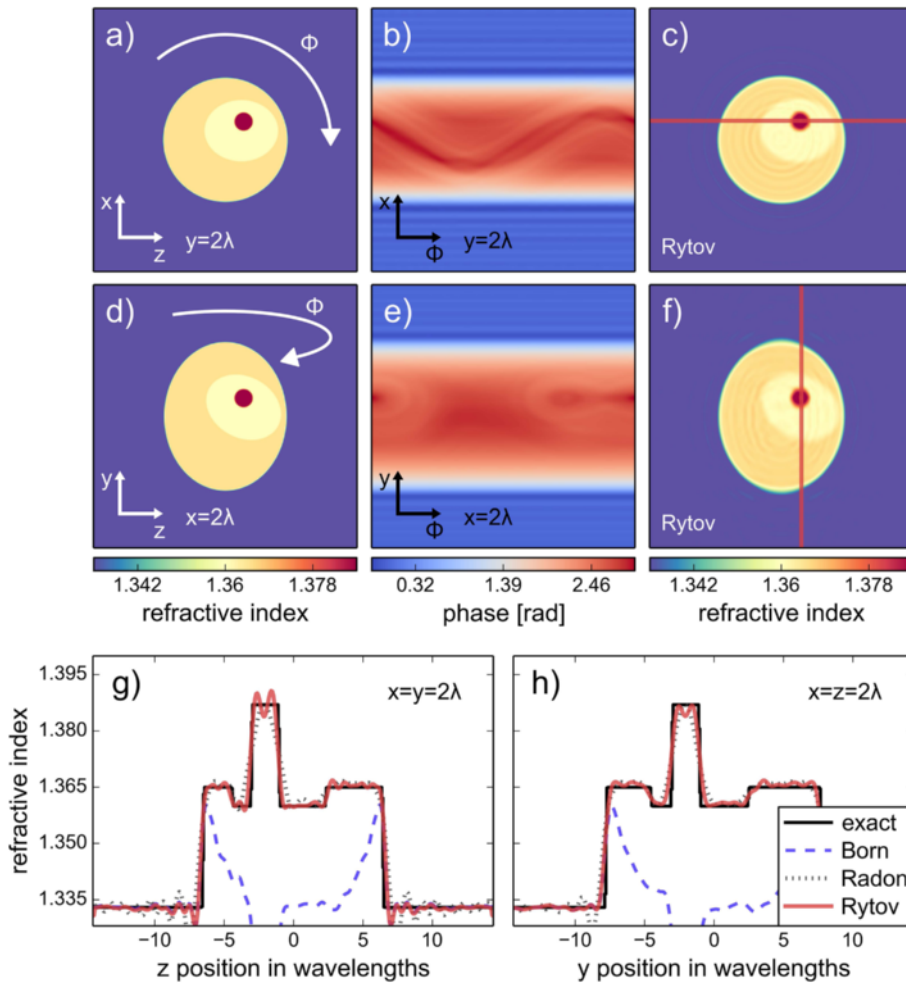 a)
Φ
x
z
y=2λ
b)
x
Φ
y=2λ
c)
Rytov
d)
Φ
y
z
x=2λ
e)
y
Φ
x=2λ
f)
Rytov
1.342 1.36 1.378
refractive index
0.32 1.39 2.46
phase [rad]
1.342 1.36 1.378
refractive index
g)
x=y=2λ
1.395
1.380
1.365
1.350
1.335
refractive index
−10 −5 0 5 10
z position in wavelengths
h)
x=z=2λ
exact
Born
Radon
Rytov
−10 −5 0 5 10
y position in wavelengths